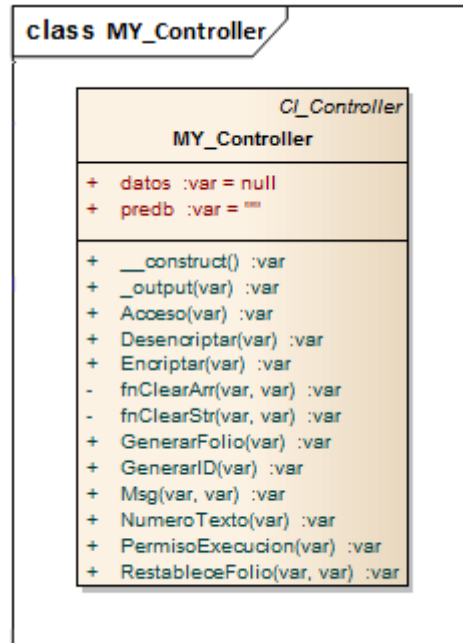 class MY_Controller
CI_Controller
MY_Controller
+ datos :var = null
+ predb :var = ""
+ __construct() :var
+ _output(var) :var
+ Acceso(var) :var
+ Desencriptar(var) :var
+ Encriptar(var) :var
- fnClearArr(var, var) :var
- fnClearStr(var, var) :var
+ GenerarFolio(var) :var
+ GenerarID(var) :var
+ Msg(var, var) :var
+ NumeroTexto(var) :var
+ PermisoExecucion(var) :var
+ RestableceFolio(var, var) :var